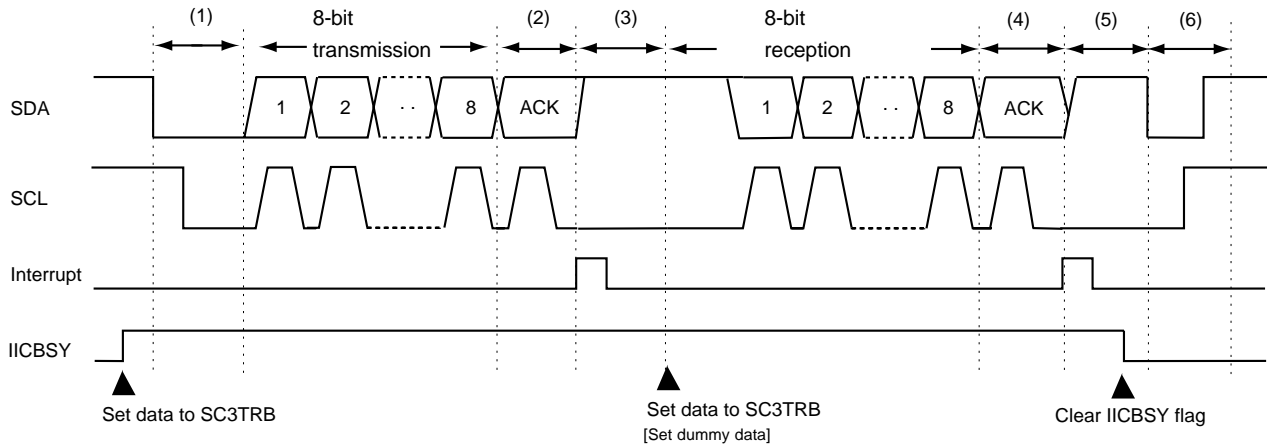 (1) 8-bit (2) (3) 8-bit (4) (5) (6)
transmission reception
SDA 1 2 ·· 8 ACK 1 2 ·· 8 ACK
SCL
Interrupt
IICBSY
Set data to SC3TRB Set data to SC3TRB Clear IICBSY flag
[Set dummy data]